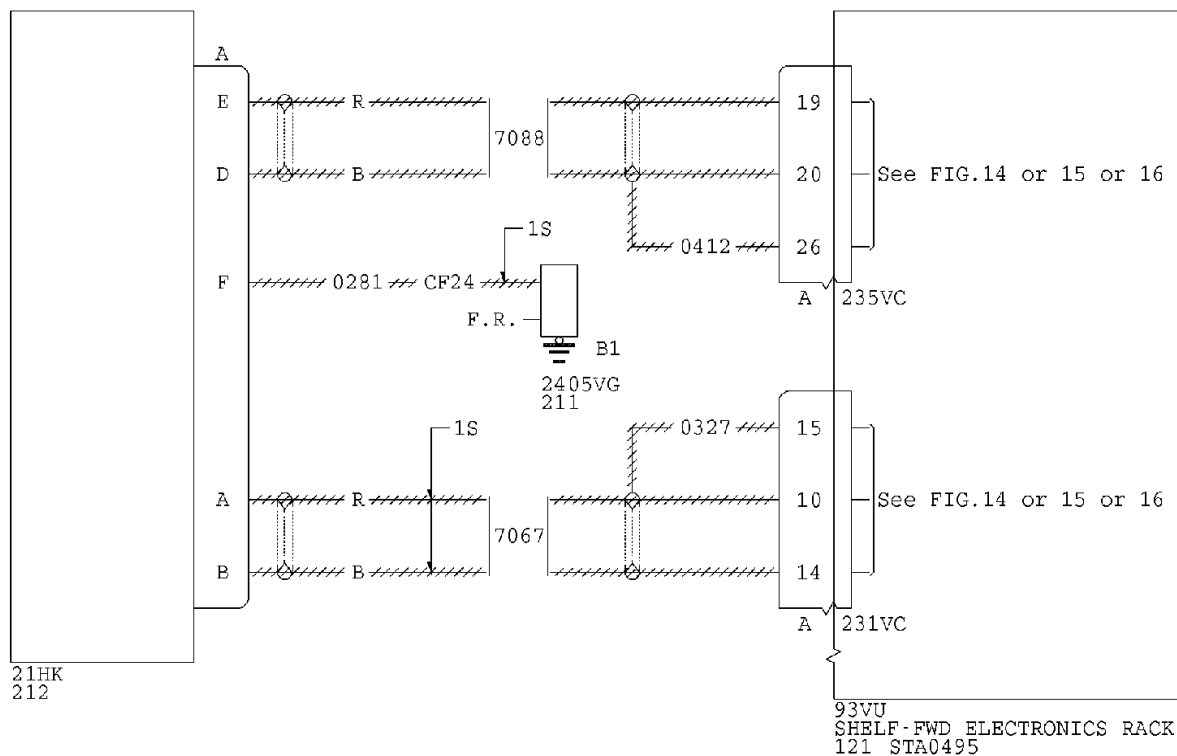 A
E R 7088 19
D B 20 See FIG.14 or 15 or 16
1S
0412 26
F 0281 CF24
A 235VC
F.R.
B1
2405VG
211
1S 0327 15
A R 10 See FIG.14 or 15 or 16
7067
B B 14
A 231VC
21HK
212
93VU
SHELF-FWD ELECTRONICS RACK
121 STA0495